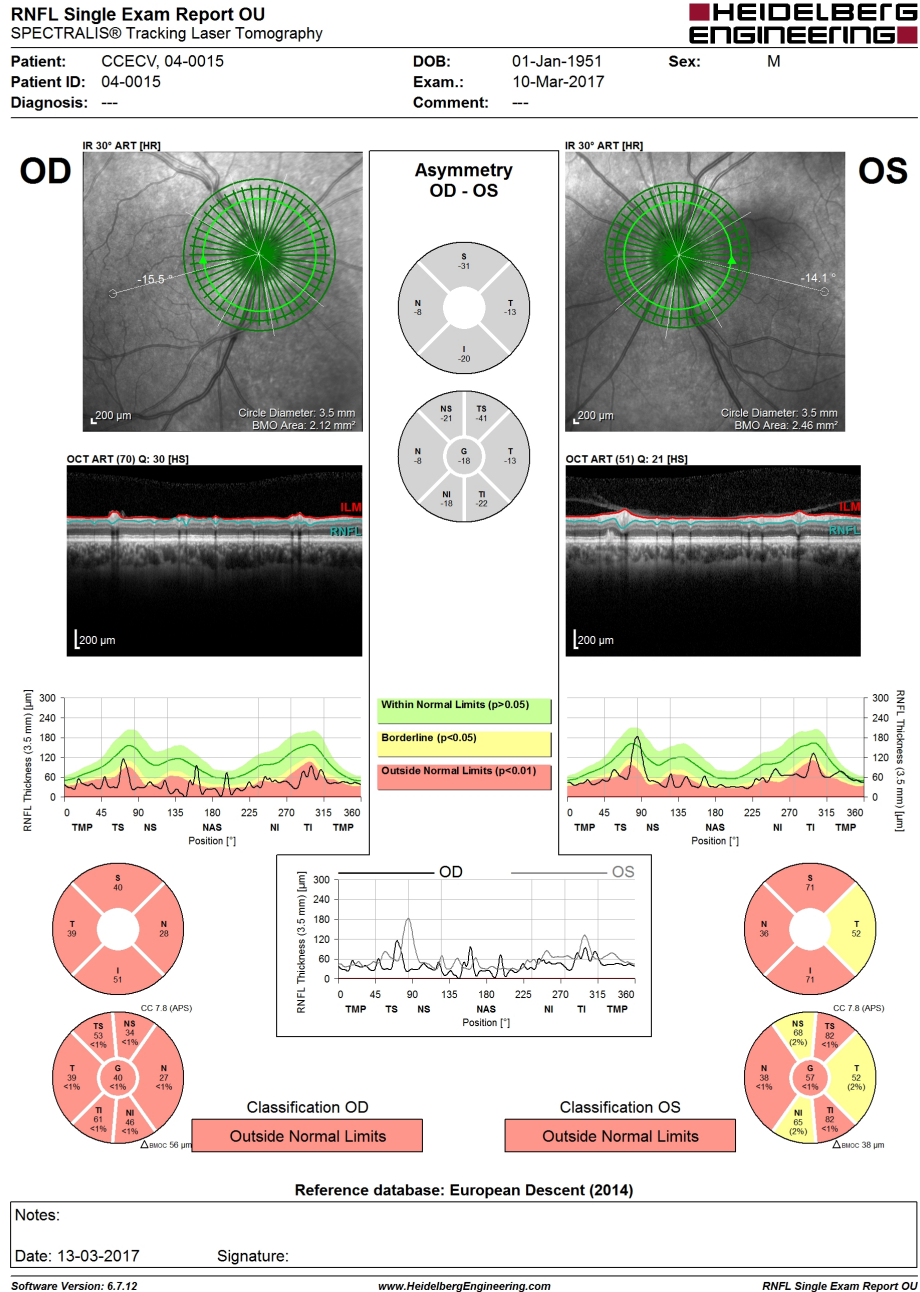 RNFL Single Exam Report OU
SPECTRALIS® Tracking Laser Tomography
HEIDELBERG ENGINEERING
Patient: CCECV, 04-0015 DOB: 01-Jan-1951 Sex: M
Patient ID: 04-0015 Exam.: 10-Mar-2017
Diagnosis: --- Comment: ---
OD
IR 30° ART [HR]
-15.5 °
200 µm
Circle Diameter: 3.5 mm
BMO Area: 2.12 mm²
Asymmetry
OD - OS
S
-31
N
-8
T
-13
I
-20
NS
-21
TS
-41
N
-8
G
-18
T
-13
NI
-18
TI
-22
IR 30° ART [HR]
OS
-14.1 °
200 µm
Circle Diameter: 3.5 mm
BMO Area: 2.46 mm²
OCT ART (70) Q: 30 [HS]
ILM
RNFL
200 µm
OCT ART (51) Q: 21 [HS]
ILM
RNFL
200 µm
RNFL Thickness (3.5 mm) [µm]
300
240
180
120
60
0
0 45 90 135 180 225 270 315 360
TMP TS NS NAS NI TI TMP
Position [°]
Within Normal Limits (p>0.05)
Borderline (p<0.05)
Outside Normal Limits (p<0.01)
300
240
180
120
60
0
RNFL Thickness (3.5 mm) [µm]
0 45 90 135 180 225 270 315 360
TMP TS NS NAS NI TI TMP
Position [°]
S
40
T
39
N
28
I
51
CC 7.8 (APS)
TS
53
<1%
NS
34
<1%
T
39
<1%
G
40
<1%
N
27
<1%
TI
61
<1%
NI
46
<1%
△BMOC 56 µm
OD OS
RNFL Thickness (3.5 mm) [µm]
300
240
180
120
60
0
0 45 90 135 180 225 270 315 360
TMP TS NS NAS NI TI TMP
Position [°]
S
71
N
36
T
52
I
71
CC 7.8 (APS)
NS
68
(2%)
TS
82
<1%
N
38
<1%
G
57
<1%
T
52
(2%)
NI
65
(2%)
TI
82
<1%
△BMOC 38 µm
Classification OD
Outside Normal Limits
Classification OS
Outside Normal Limits
Reference database: European Descent (2014)
Notes:
Date: 13-03-2017 Signature:
Software Version: 6.7.12 www.HeidelbergEngineering.com RNFL Single Exam Report OU